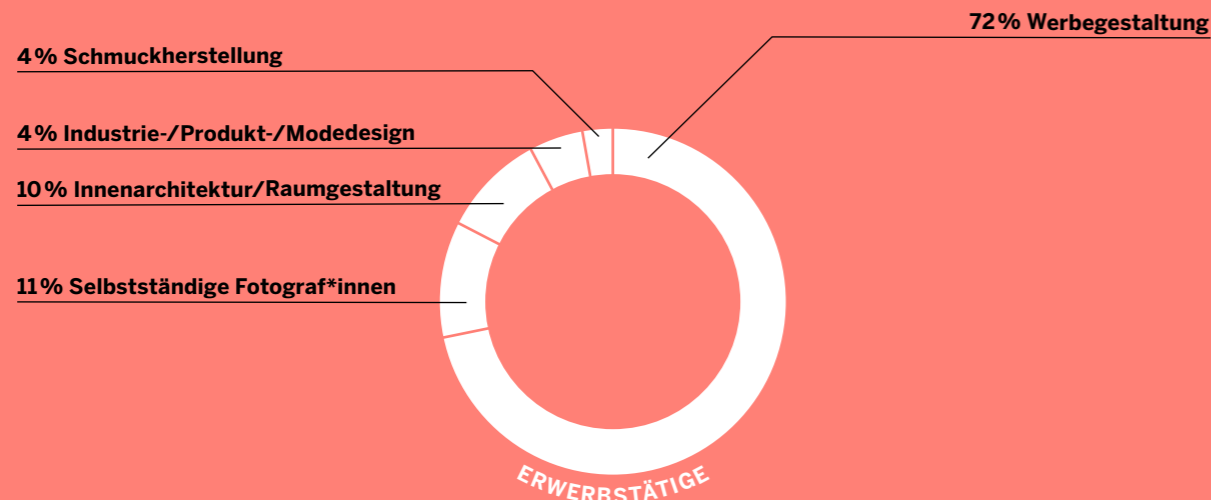 72% Werbegestaltung
4% Schmuckherstellung
4% Industrie-/Produkt-/Modedesign
10% Innenarchitektur/Raumgestaltung
11% Selbstständige Fotograf*innen
ERWERBSTÄTIGE